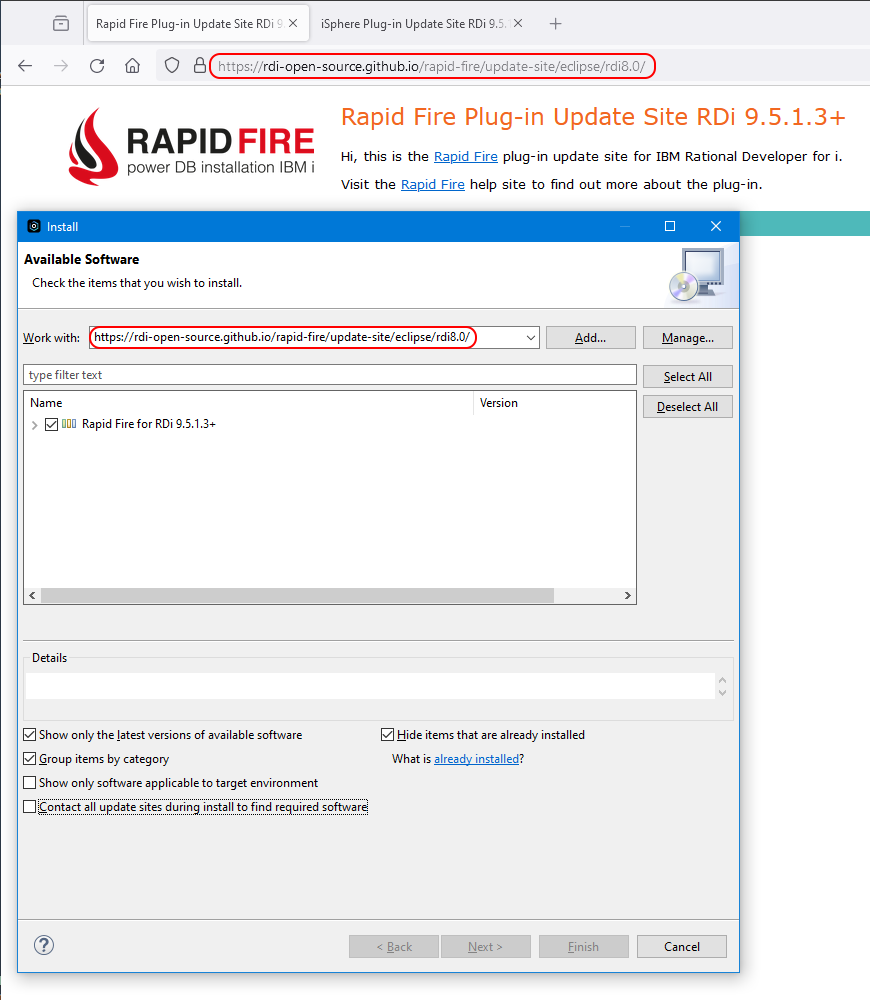 Rapid Fire Plug-in Update Site RDi 9
iSphere Plug-in Update Site RDi 9.5.
https://rdi-open-source.github.io/rapid-fire/update-site/eclipse/rdi8.0/
RAPID FIRE
power DB installation IBM i
Rapid Fire Plug-in Update Site RDi 9.5.1.3+
Hi, this is the Rapid Fire plug-in update site for IBM Rational Developer for i.
Visit the Rapid Fire help site to find out more about the plug-in.
Install
Available Software
Check the items that you wish to install.
Work with: https://rdi-open-source.github.io/rapid-fire/update-site/eclipse/rdi8.0/ Add... Manage...
type filter text
Select All
Deselect All
Name Version
Rapid Fire for RDi 9.5.1.3+
Details
Show only the latest versions of available software
Hide items that are already installed
Group items by category
What is already installed?
Show only software applicable to target environment
Contact all update sites during install to find required software
? < Back Next > Finish Cancel